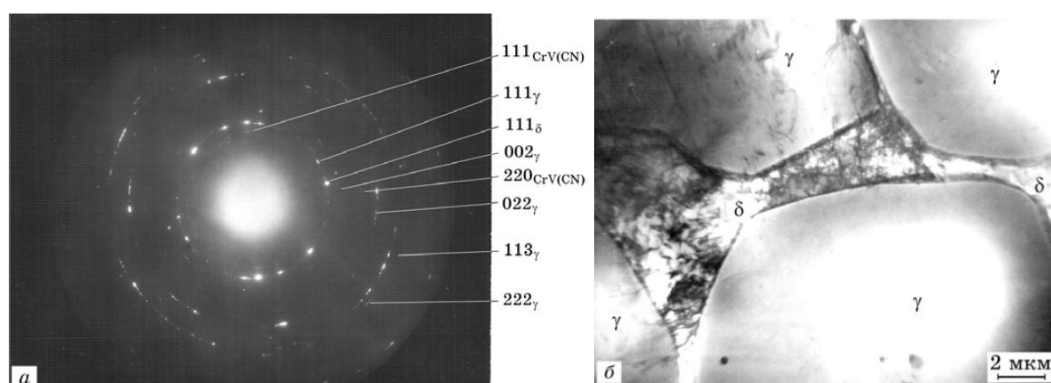 111CrV(CN)
111γ
111δ
002γ
220CrV(CN)
022γ
113γ
222γ
а
γ
γ
δ
δ
γ
γ
б
2 мкм